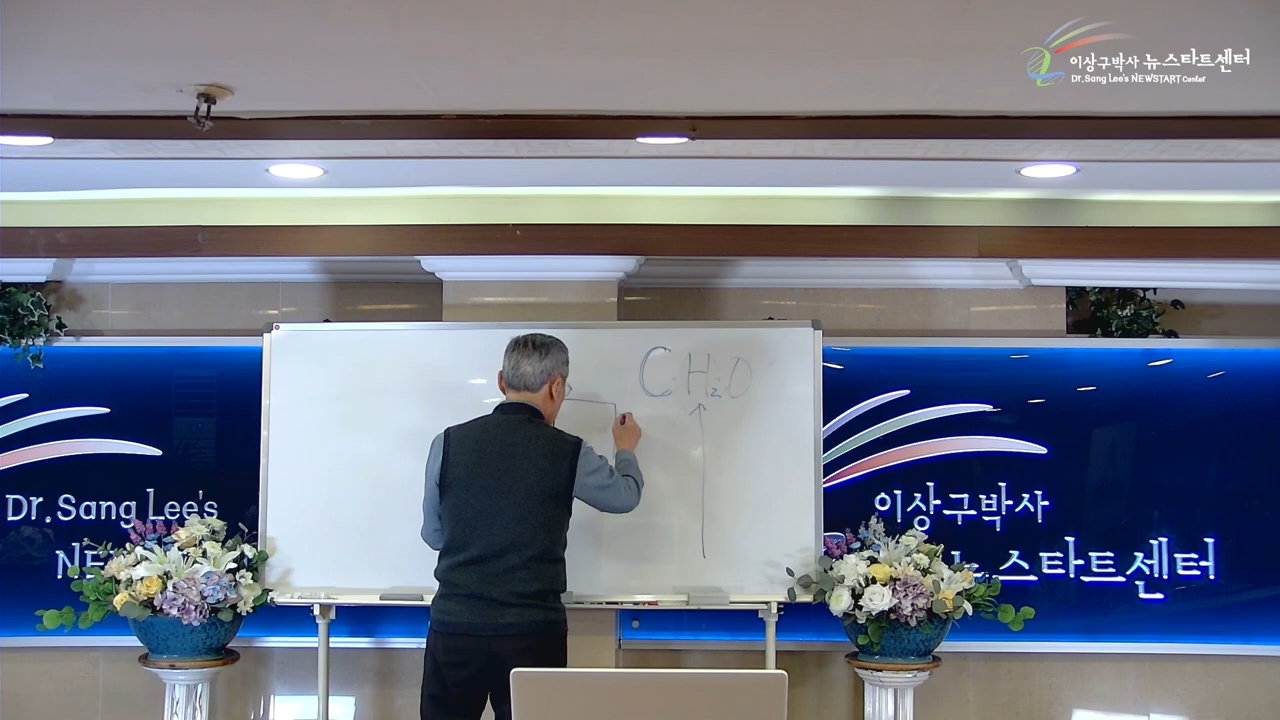 이상구박사 뉴스타트센터
Dr. Sang Lee's NEWSTART Center
CH₂O
Dr. Sang Lee's
이상구박사
스타트센터